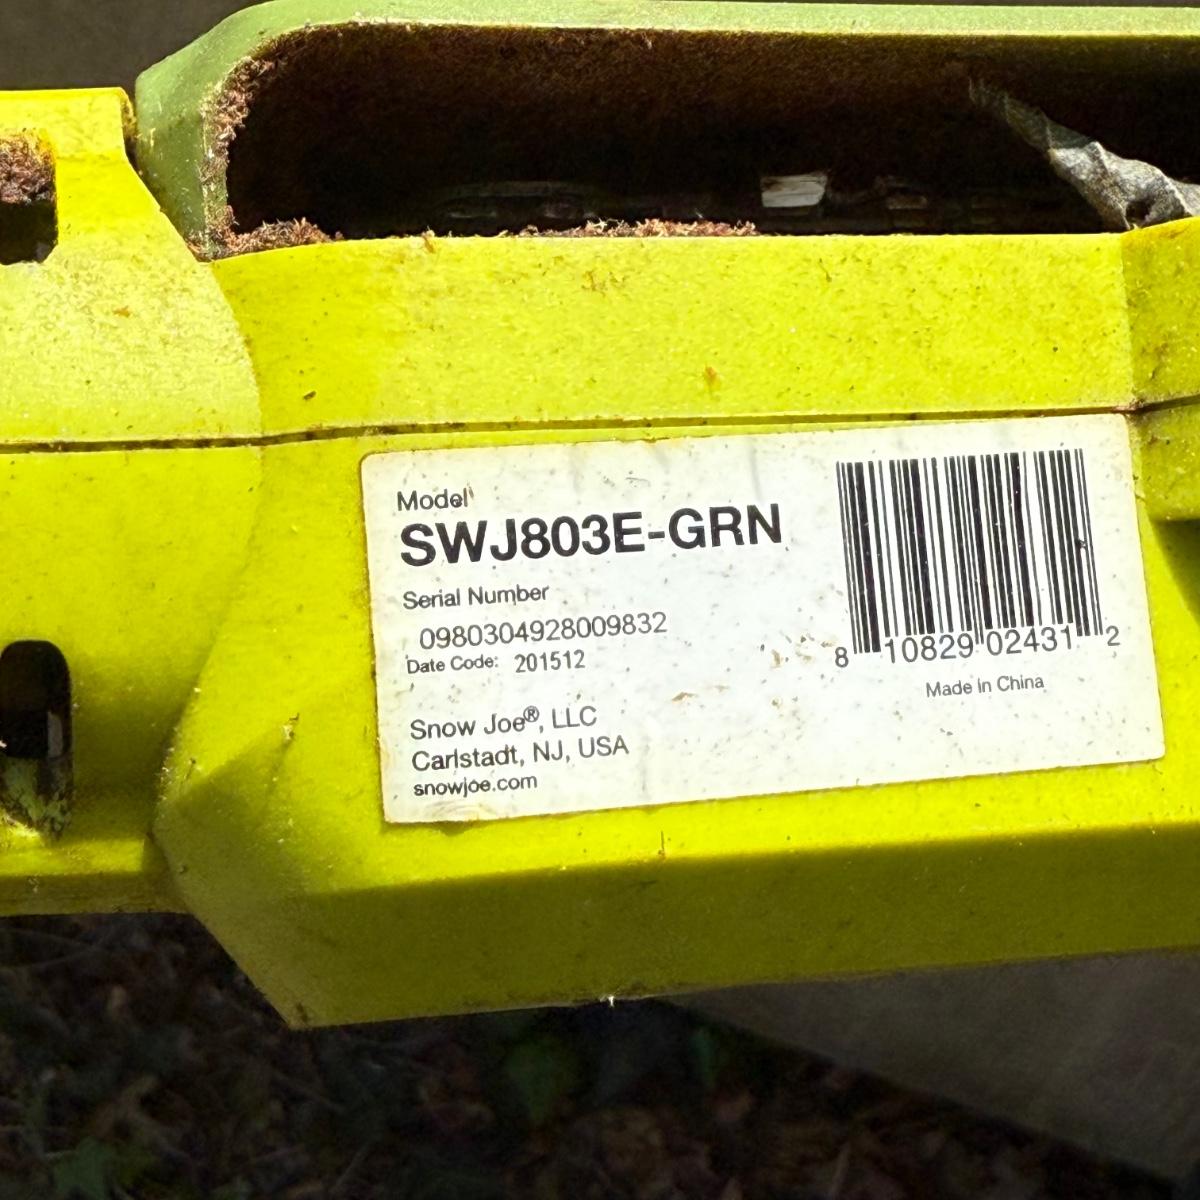 Model
SWJ803E-GRN
Serial Number
0980304928009832
Date Code: 201512
Snow Joe®, LLC
Carlstadt, NJ, USA
snowjoe.com
8 10829 02431 2
Made in China